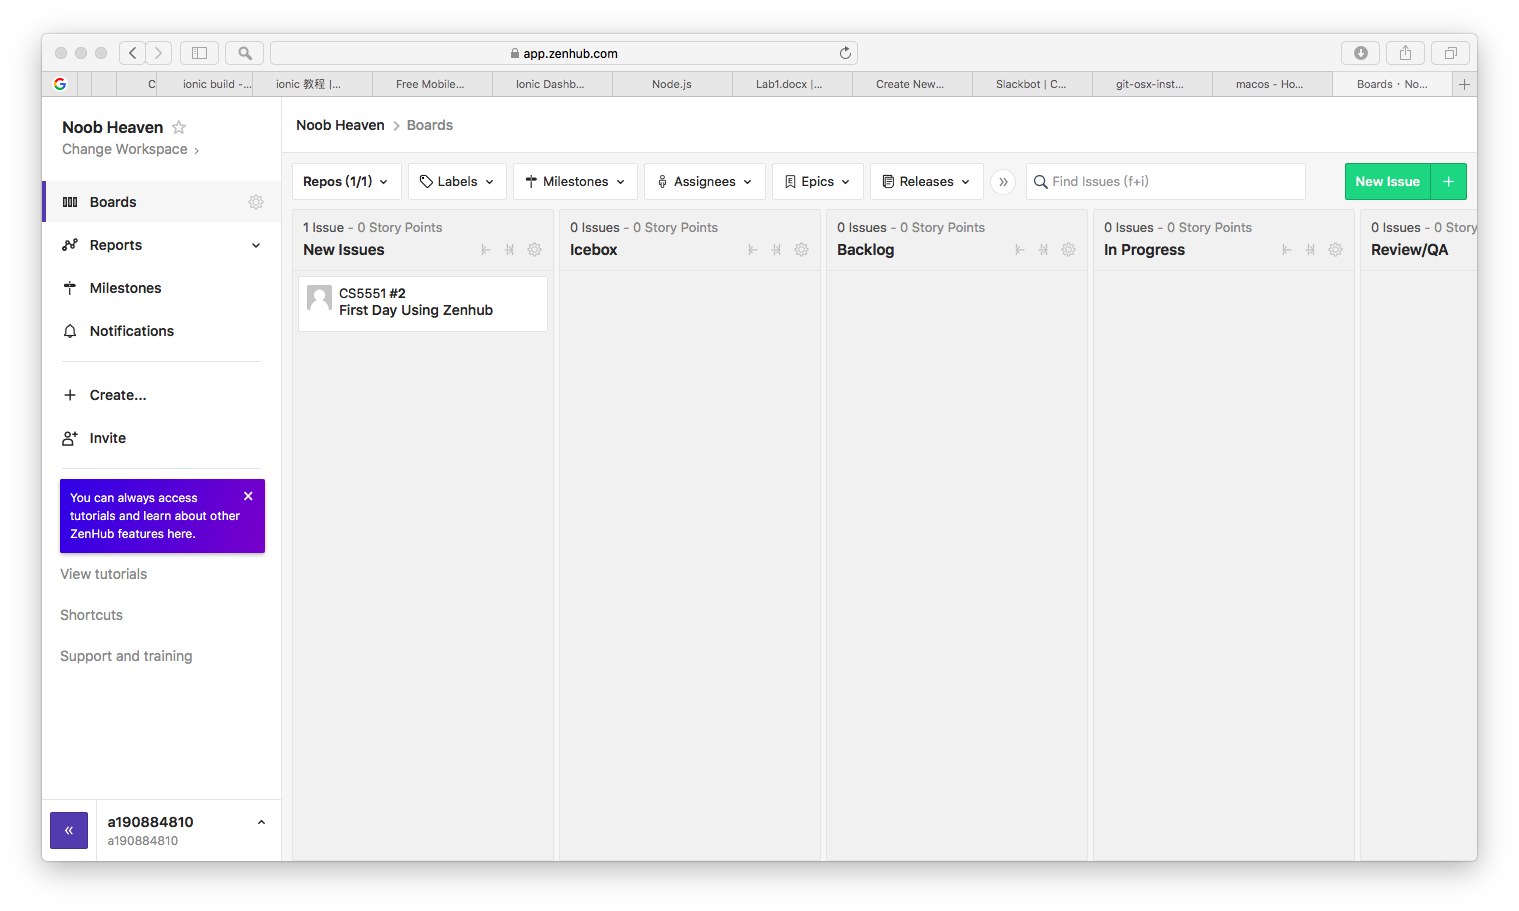 app.zenhub.com
C
ionic build -...
ionic 教程 |...
Free Mobile...
Ionic Dashb...
Node.js
Lab1.docx |...
Create New...
Slackbot | C...
git-osx-inst...
macos - Ho...
Boards · No...
Noob Heaven
Change Workspace
Noob Heaven > Boards
Repos (1/1)
Labels
Milestones
Assignees
Epics
Releases
Find Issues (f+i)
New Issue
Boards
Reports
Milestones
Notifications
Create...
Invite
You can always access
tutorials and learn about other
ZenHub features here.
View tutorials
Shortcuts
Support and training
a190884810
a190884810
1 Issue - 0 Story Points
New Issues
CS5551 #2
First Day Using Zenhub
0 Issues - 0 Story Points
Icebox
0 Issues - 0 Story Points
Backlog
0 Issues - 0 Story Points
In Progress
0 Issues - 0 Story
Review/QA